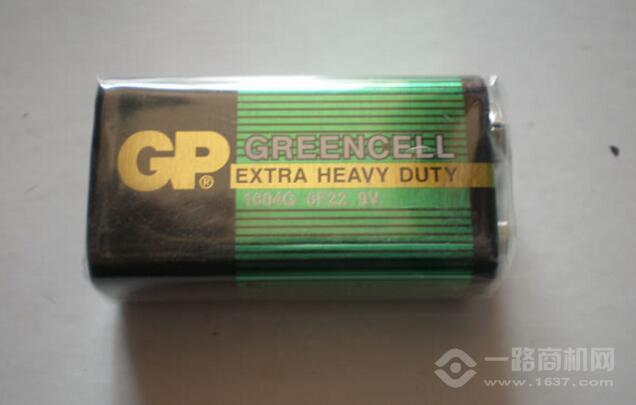 GP®
GREENCELL
EXTRA HEAVY DUTY
1604G 6F22 9V
一路商机网
www.1637.com